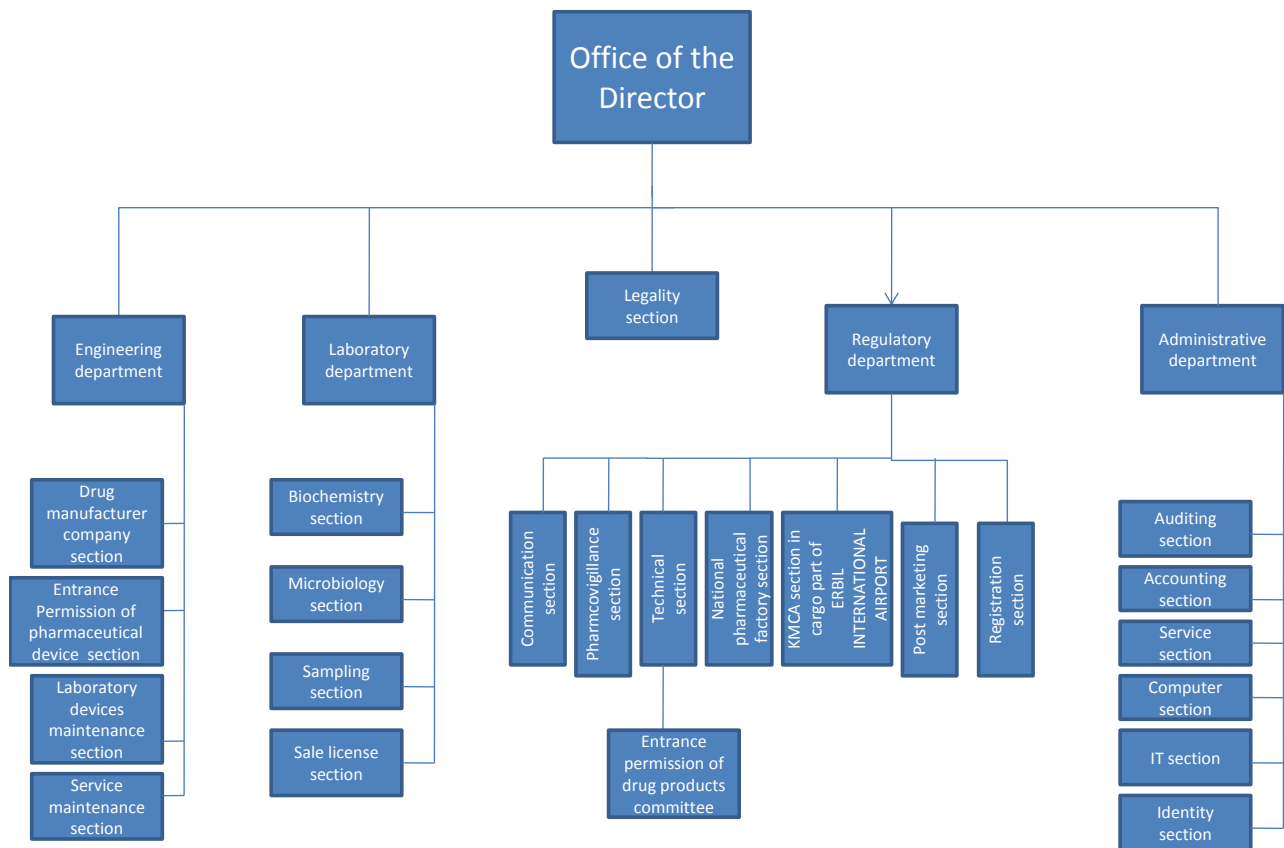 Office of the
Director
Legality
section
Engineering
department
Laboratory
department
Regulatory
department
Administrative
department
Drug
manufacturer
company
section
Entrance
Permission of
pharmaceutical
device section
Laboratory
devices
maintenance
section
Service
maintenance
section
Biochemistry
section
Microbiology
section
Sampling
section
Sale license
section
Communication
section
Pharmcovigillance
section
Technical
section
National
pharmaceutical
factory section
KMCA section in
cargo part of
ERBIL
INTERNATIONAL
AIRPORT
Post marketing
section
Registration
section
Entrance
permission of
drug products
committee
Auditing
section
Accounting
section
Service
section
Computer
section
IT section
Identity
section